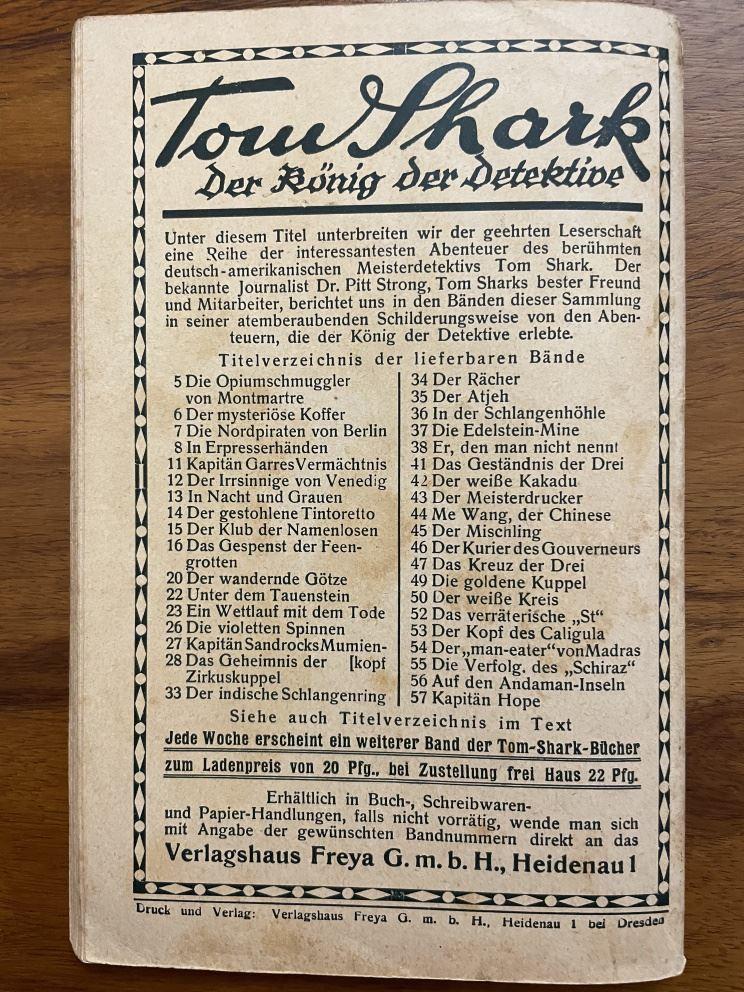 Tom Shark
Der König der Detektive
Unter diesem Titel unterbreiten wir der geehrten Leserschaft
eine Reihe der interessantesten Abenteuer des berühmten
deutsch-amerikanischen Meisterdetektivs Tom Shark. Der
bekannte Journalist Dr. Pitt Strong, Tom Sharks bester Freund
und Mitarbeiter, berichtet uns in den Bänden dieser Sammlung
in seiner atemberaubenden Schilderungsweise von den Aben-
teuern, die der König der Detektive erlebte.
Titelverzeichnis der lieferbaren Bände
5 Die Opiumschmuggler
von Montmartre
6 Der mysteriöse Koffer
7 Die Nordpiraten von Berlin
8 In Erpresserhänden
11 Kapitän Garres Vermächtnis
12 Der Irrsinnige von Venedig
13 In Nacht und Grauen
14 Der gestohlene Tintoretto
15 Der Klub der Namenlosen
16 Das Gespenst der Feen-
grotten
20 Der wandernde Götze
22 Unter dem Tauenstein
23 Ein Wettlauf mit dem Tode
26 Die violetten Spinnen
27 Kapitän Sandrocks Mumien-
28 Das Geheimnis der [kopf
Zirkuskuppel
33 Der indische Schlangenring
34 Der Rächer
35 Der Atjeh
36 In der Schlangenhöhle
37 Die Edelstein-Mine
38 Er, den man nicht nennt
41 Das Geständnis der Drei
42 Der weiße Kakadu
43 Der Meisterdrucker
44 Me Wang, der Chinese
45 Der Mischling
46 Der Kurier des Gouverneurs
47 Das Kreuz der Drei
49 Die goldene Kuppel
50 Der weiße Kreis
52 Das verräterische „St“
53 Der Kopf des Caligula
54 Der „man-eater“ von Madras
55 Die Verfolg. des „Schiraz“
56 Auf den Andaman-Inseln
57 Kapitän Hope
Siehe auch Titelverzeichnis im Text
Jede Woche erscheint ein weiterer Band der Tom-Shark-Bücher
zum Ladenpreis von 20 Pfg., bei Zustellung frei Haus 22 Pfg.
Erhältlich in Buch-, Schreibwaren-
und Papier-Handlungen, falls nicht vorrätig, wende man sich
mit Angabe der gewünschten Bandnummern direkt an das
Verlagshaus Freya G. m. b. H., Heidenau 1
Druck und Verlag: Verlagshaus Freya G. m. b. H., Heidenau 1 bei Dresden